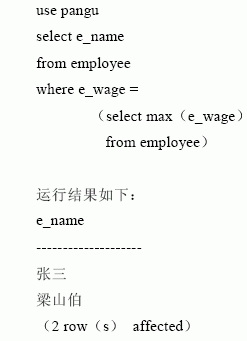 use pangu
select e_name
from employee
where e_wage =
（select max（e_wage）
from employee）
运行结果如下：
e_name
--------------------
张三
梁山伯
（2 row（s） affected）